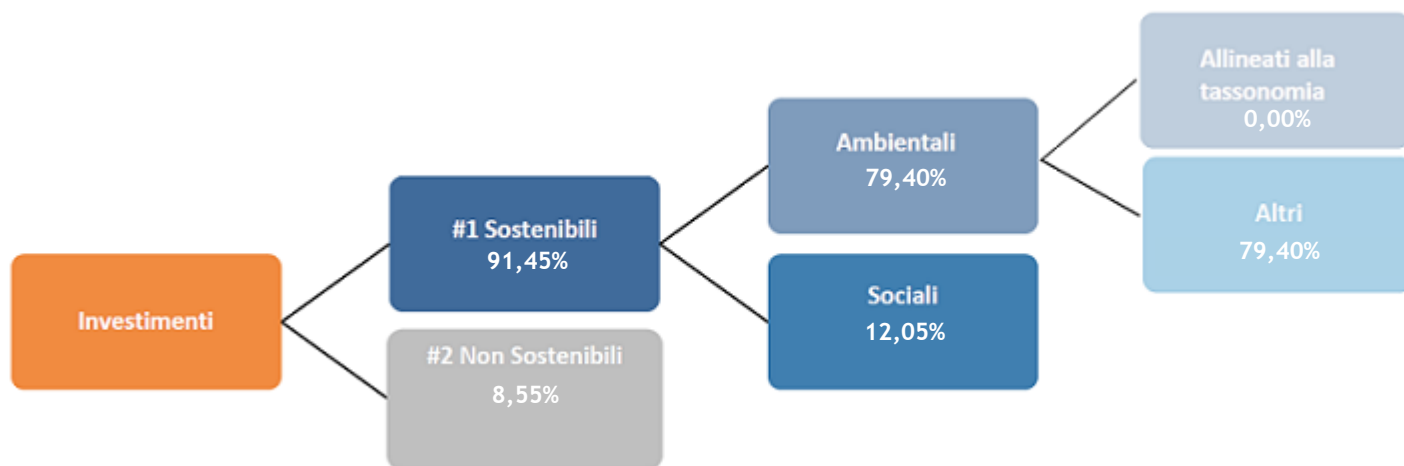 Investimenti
#1 Sostenibili
91,45%
#2 Non Sostenibili
8,55%
Ambientali
79,40%
Sociali
12,05%
Allineati alla
tassonomia
0,00%
Altri
79,40%